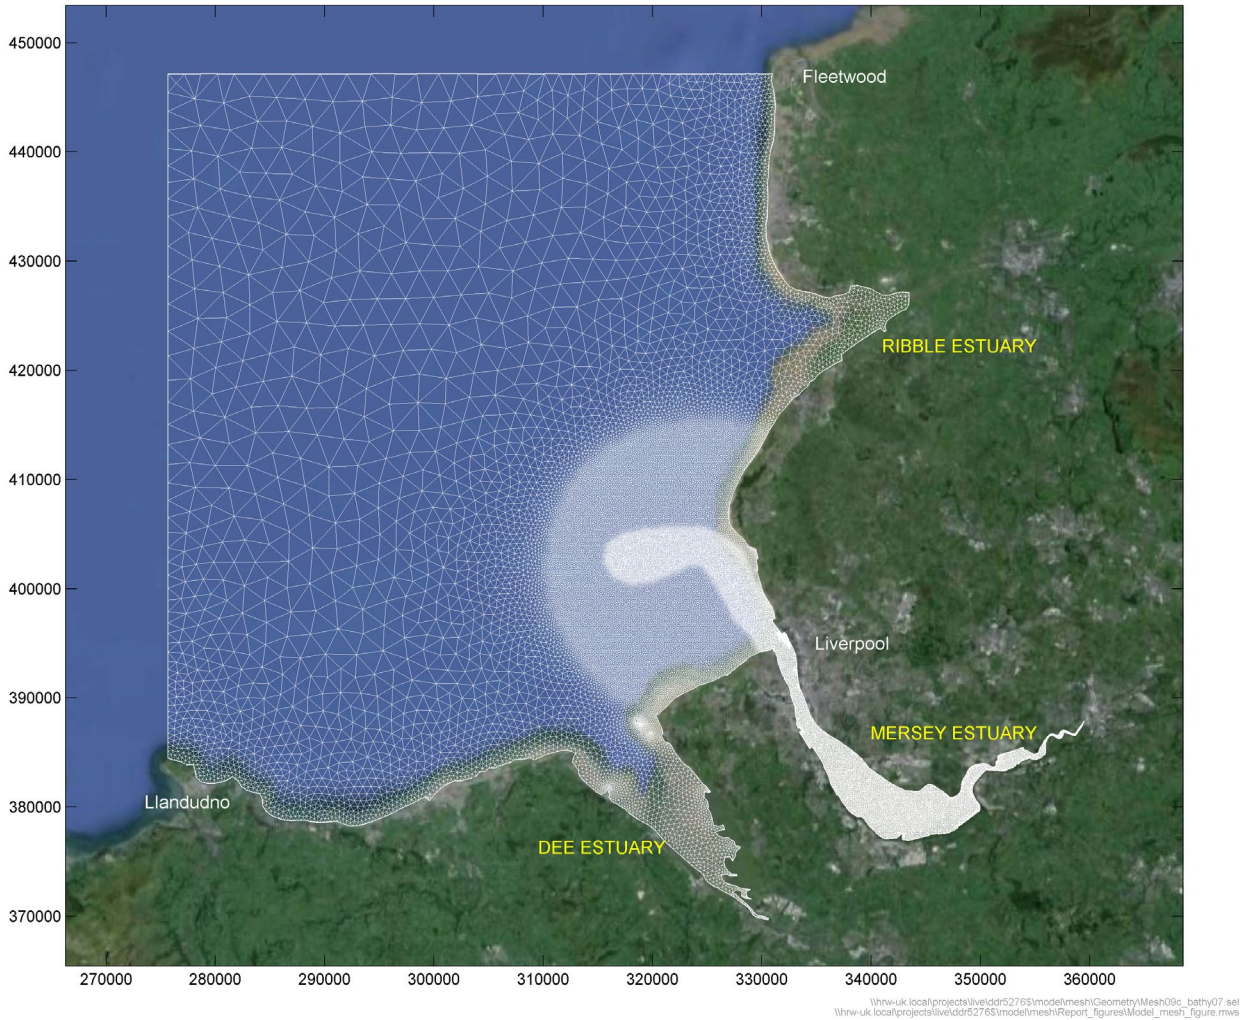 450000
Fleetwood
440000
430000
RIBBLE ESTUARY
420000
410000
400000
Liverpool
390000
MERSEY ESTUARY
380000
Llandudno
DEE ESTUARY
370000
270000 280000 290000 300000 310000 320000 330000 340000 350000 360000
\\hrw-uk.local\projects\live\ddr5276$\model\mesh\Geometry\Mesh09c_bathy07.sel
\\hrw-uk.local\projects\live\ddr5276$\model\mesh\Report_figures\Model_mesh_figure.mws